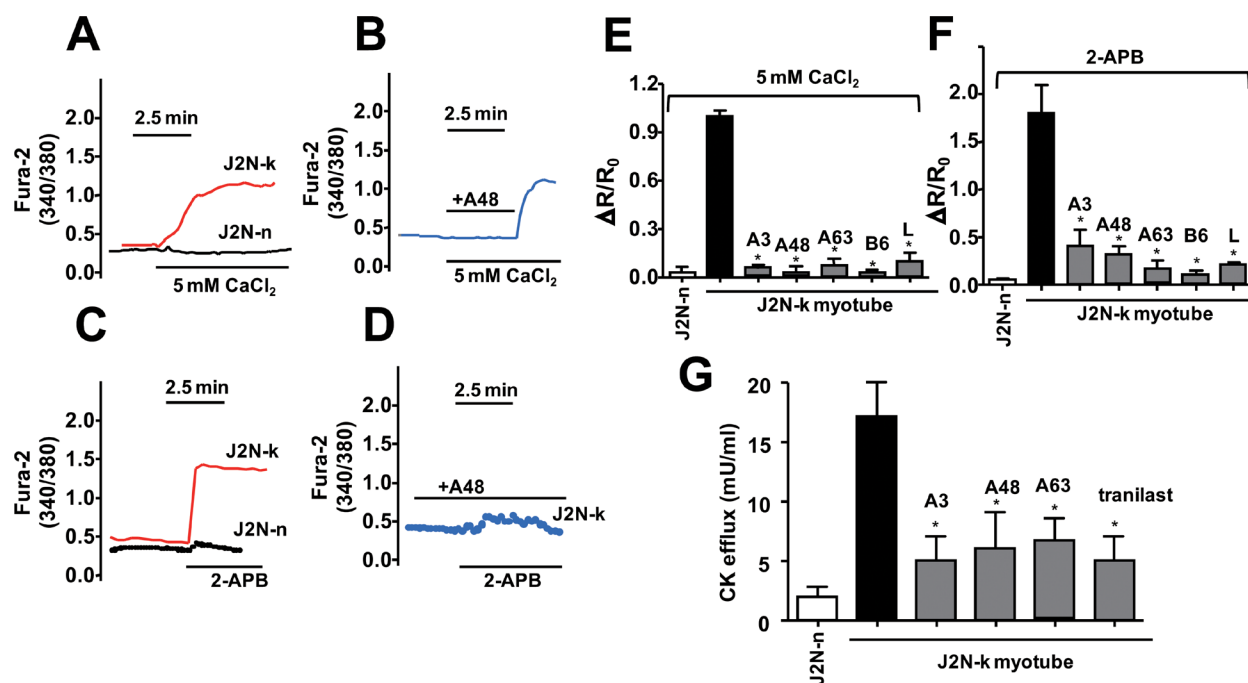 A
Fura-2
(340/380)
2.0
1.5
1.0
0.5
0.0
2.5 min
J2N-k
J2N-n
5 mM CaCl₂
B
Fura-2
(340/380)
2.0
1.5
1.0
0.5
0.0
2.5 min
+A48
5 mM CaCl₂
C
Fura-2
(340/380)
2.0
1.5
1.0
0.5
0.0
2.5 min
J2N-k
J2N-n
2-APB
D
Fura-2
(340/380)
2.0
1.5
1.0
0.5
0.0
2.5 min
+A48
J2N-k
2-APB
E
5 mM CaCl₂
ΔR/R₀
1.2
0.9
0.6
0.3
0.0
A3 A48 A63 B6 L
* * * * *
J2N-n
J2N-k myotube
F
2-APB
ΔR/R₀
2.0
1.5
1.0
0.5
0.0
A3 A48 A63 B6 L
* * * * *
J2N-n
J2N-k myotube
G
CK efflux (mU/ml)
20
15
10
5
0
A3 A48 A63 tranilast
* * * *
J2N-n
J2N-k myotube